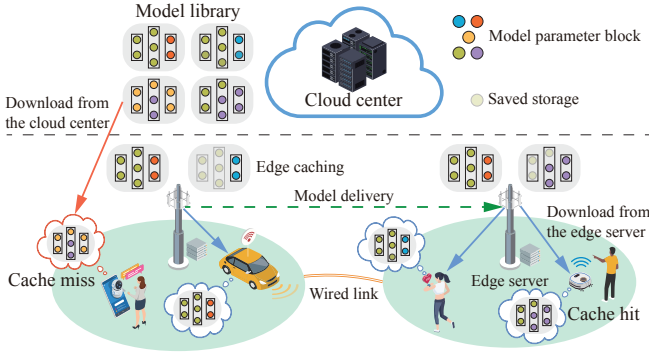 Model library
Model parameter block
Cloud center
Saved storage
Download from
the cloud center
Edge caching
Model delivery
Download from
the edge server
Cache miss
Wired link
Edge server
Cache hit